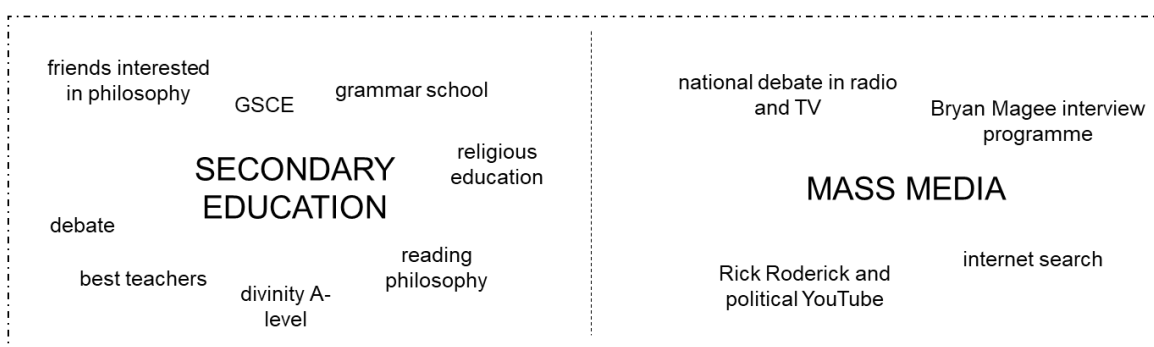 friends interested
in philosophy
GSCE
grammar school
religious
education
SECONDARY
EDUCATION
debate
best teachers
divinity A-
level
reading
philosophy
national debate in radio
and TV
Bryan Magee interview
programme
MASS MEDIA
Rick Roderick and
political YouTube
internet search